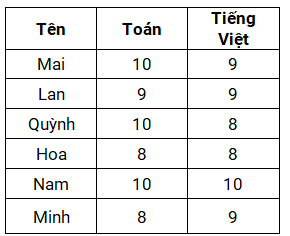 Tên Toán Tiếng Việt
Mai 10 9
Lan 9 9
Quỳnh 10 8
Hoa 8 8
Nam 10 10
Minh 8 9